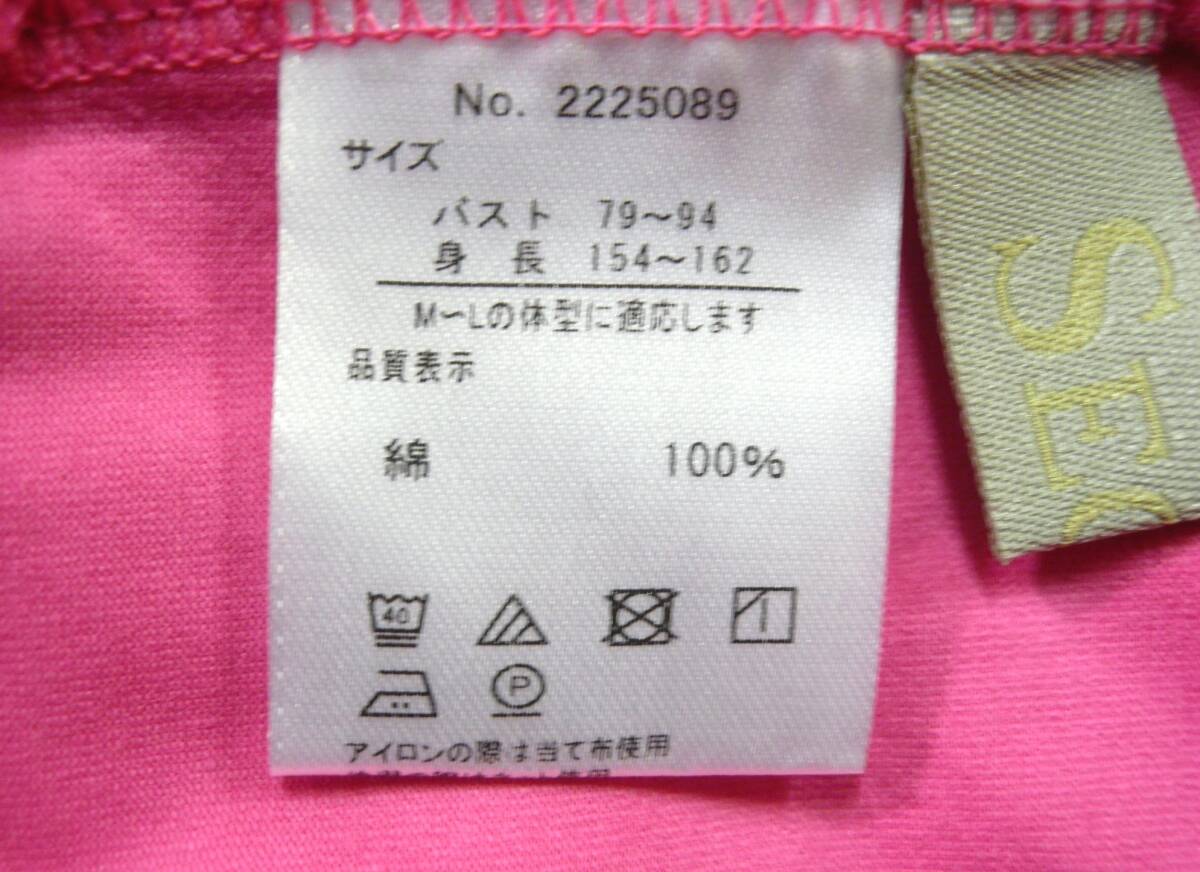 No. 2225089
サイズ
バスト 79〜94
身 長 154〜162
M〜Lの体型に適応します
品質表示
綿 100%
40
P
アイロンの際は当て布使用
SE